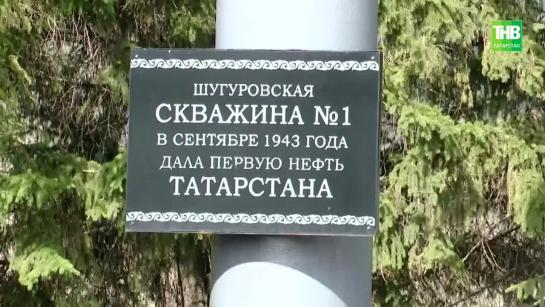 ТНВ
ТАТАРСТАН
ШУГУРОВСКАЯ
СКВАЖИНА №1
В СЕНТЯБРЕ 1943 ГОДА
ДАЛА ПЕРВУЮ НЕФТЬ
ТАТАРСТАНА